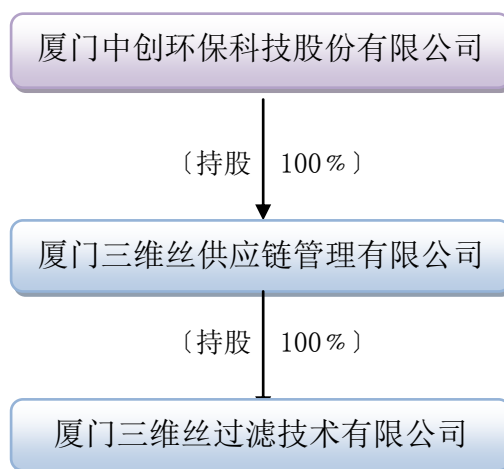 厦门中创环保科技股份有限公司
〔持股 100%〕
厦门三维丝供应链管理有限公司
〔持股 100%〕
厦门三维丝过滤技术有限公司